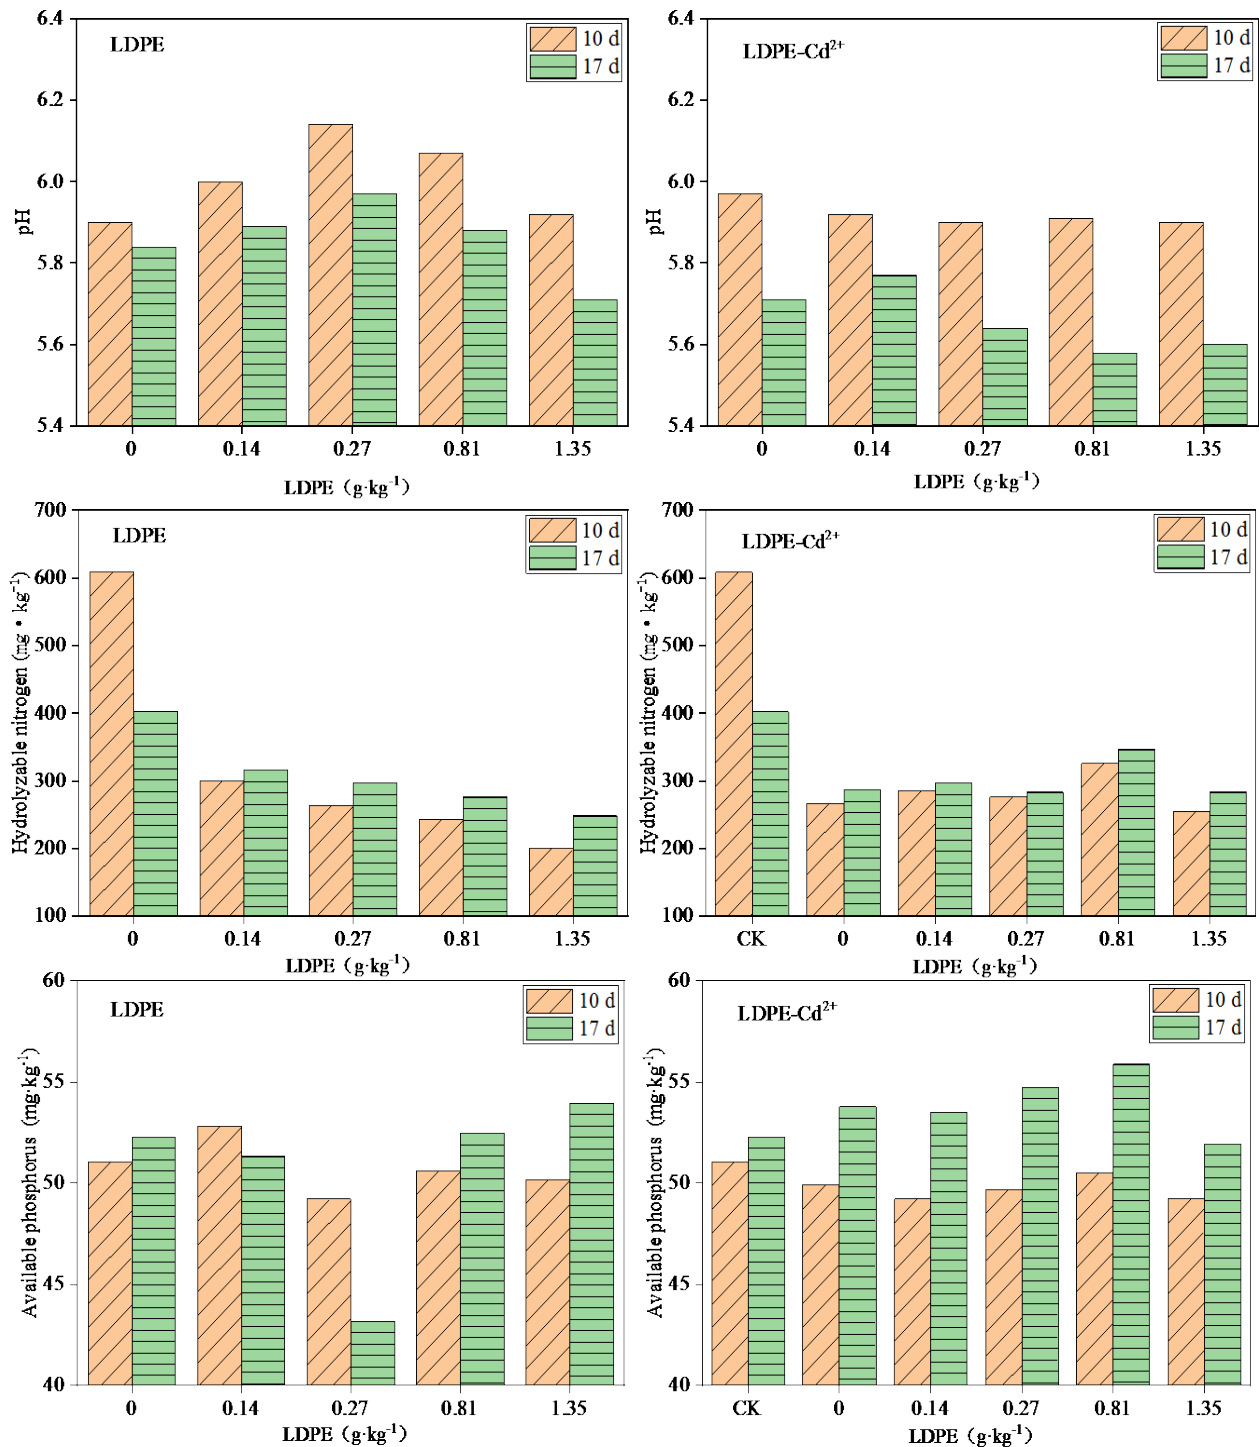 6.4
6.2
6.0
5.8
5.6
5.4
pH
LDPE
10 d
17 d
0 0.14 0.27 0.81 1.35
LDPE（g·kg⁻¹）
6.4
6.2
6.0
5.8
5.6
5.4
pH
LDPE-Cd²⁺
10 d
17 d
0 0.14 0.27 0.81 1.35
LDPE（g·kg⁻¹）
700
600
500
400
300
200
100
Hydrolyzable nitrogen (mg·kg⁻¹)
LDPE
10 d
17 d
0 0.14 0.27 0.81 1.35
LDPE（g·kg⁻¹）
700
600
500
400
300
200
100
Hydrolyzable nitrogen (mg·kg⁻¹)
LDPE-Cd²⁺
10 d
17 d
CK 0 0.14 0.27 0.81 1.35
LDPE（g·kg⁻¹）
60
55
50
45
40
Available phosphorus (mg·kg⁻¹)
LDPE
10 d
17 d
0 0.14 0.27 0.81 1.35
LDPE（g·kg⁻¹）
60
55
50
45
40
Available phosphorus (mg·kg⁻¹)
LDPE-Cd²⁺
10 d
17 d
CK 0 0.14 0.27 0.81 1.35
LDPE（g·kg⁻¹）